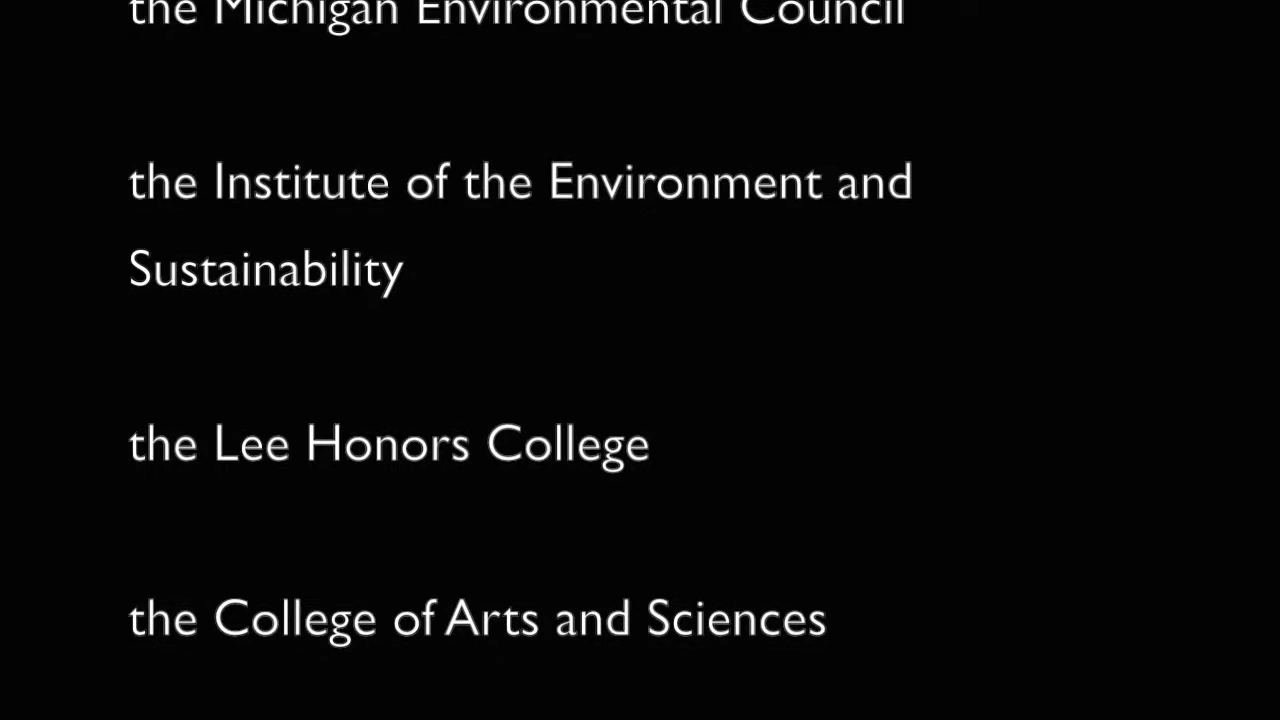 the Michigan Environmental Council
the Institute of the Environment and
Sustainability
the Lee Honors College
the College of Arts and Sciences